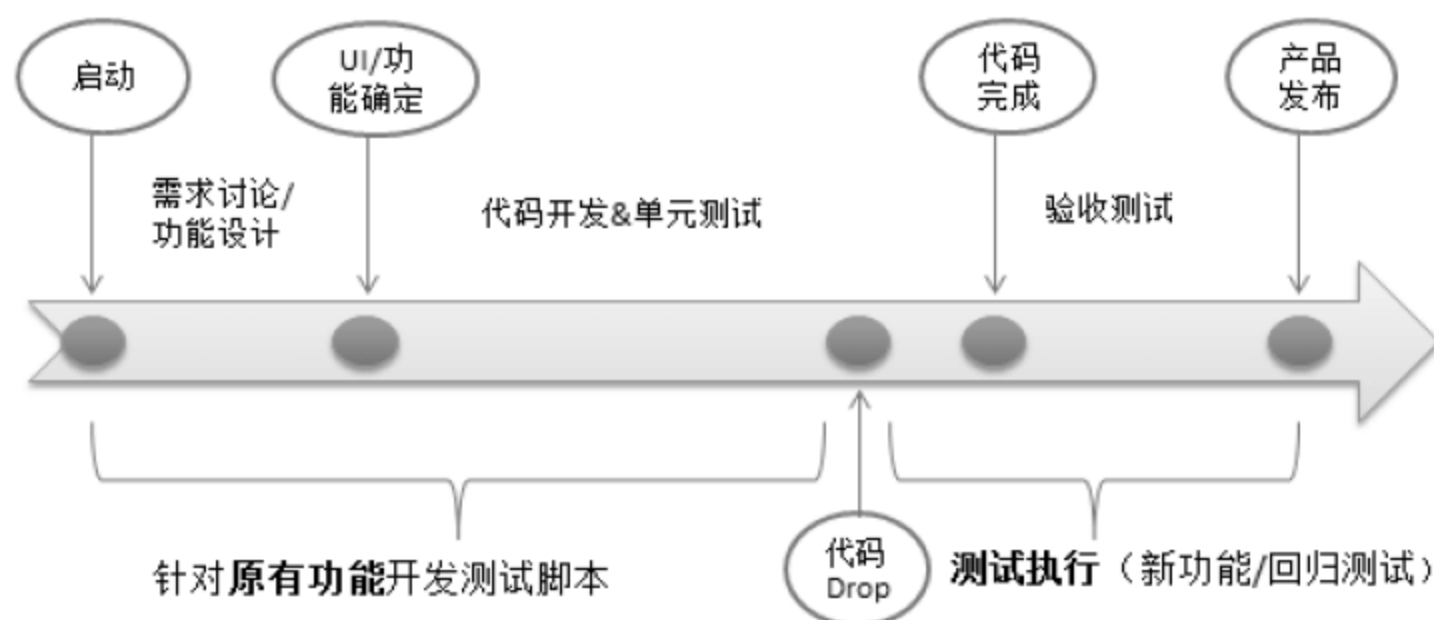 启动
UI/功
能确定
代码
完成
产品
发布
需求讨论/
功能设计
代码开发&单元测试
验收测试
针对原有功能开发测试脚本
代码
Drop
测试执行（新功能/回归测试）